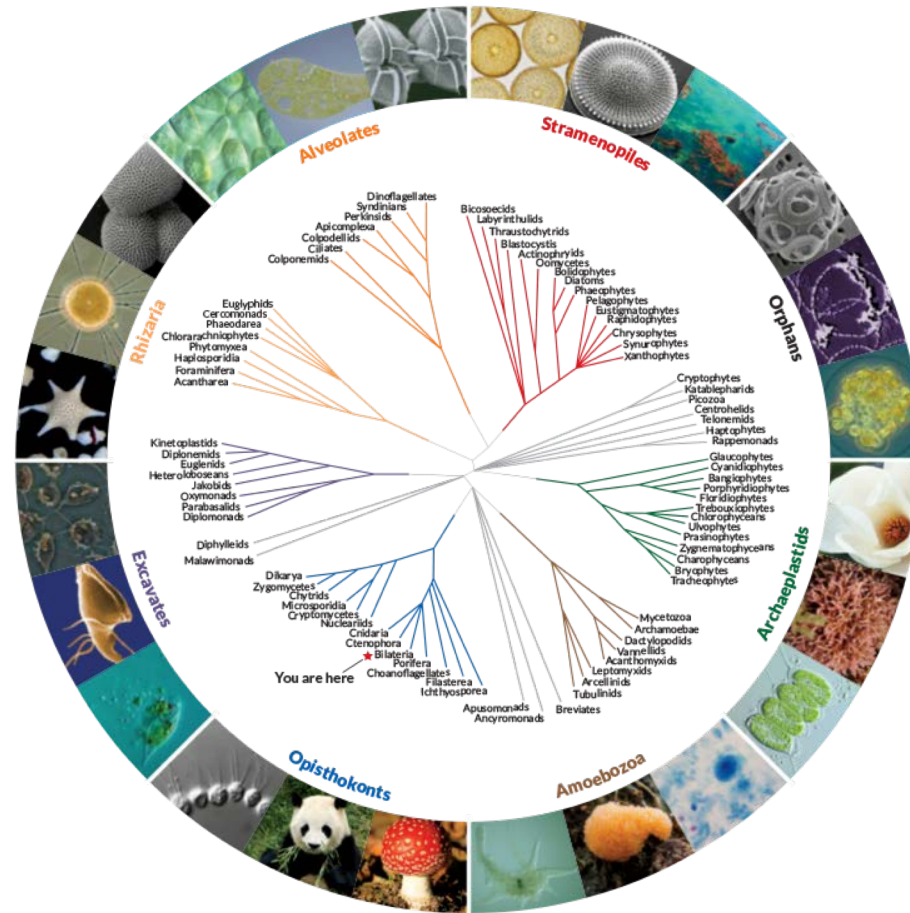 Alveolates
Stramenopiles
Dinoflagellates
Syndinians
Perkinsids
Apicomplexa
Colpodellids
Ciliates
Colponemids
Bicosoecids
Labyrinthulids
Thraustochytrids
Blastocystis
Actinophryids
Oomycetes
Bolidophytes
Diatoms
Phaeophytes
Pelagophytes
Eustigmatophytes
Raphidophytes
Chrysophytes
Synurophytes
Xanthophytes
Rhizaria
Euglyphids
Cercomonads
Phaeodarea
Chlorarachniophytes
Phytomyxea
Haplosporidia
Foraminifera
Acantharea
Orphans
Cryptophytes
Katablepharids
Picozoa
Centrohelids
Telonemids
Haptophytes
Rappemonads
Kinetoplastids
Diplonemids
Euglenids
Heteroloboseans
Jakobids
Oxymonads
Parabasalids
Diplomonads
Diphylleids
Malawimonads
Excavates
Glaucophytes
Cyanidiophytes
Bangiophytes
Porphyridiophytes
Floridiophytes
Trebouxiophytes
Chlorophyceans
Ulvophytes
Prasinophytes
Zygnematophyceans
Charophyceans
Bryophytes
Tracheophytes
Archaeplastids
Dikarya
Zygomycetes
Chytrids
Microsporidia
Cryptomycetes
Nucleariids
Cnidaria
Ctenophora
Bilateria
You are here
Porifera
Choanoflagellates
Filasterea
Ichthyosporea
Opisthokonts
Apusomonads
Ancyromonads
Breviates
Mycetozoa
Archamoebae
Dactylopodids
Vannellids
Acanthomyxids
Leptomyxids
Arcellinids
Tubulinids
Amoebozoa